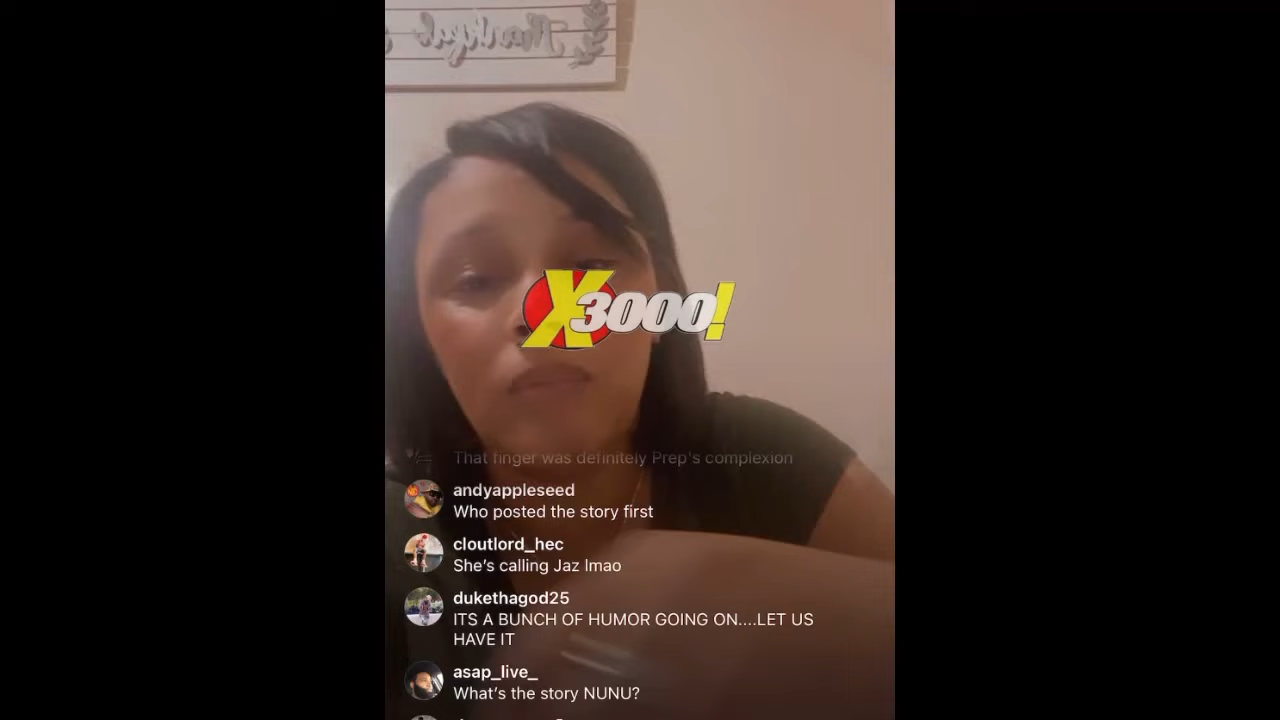 Thankful
X3000!
That finger was definitely Prep's complexion
andyappleseed
Who posted the story first
cloutlord_hec
She's calling Jaz lmao
dukethagod25
ITS A BUNCH OF HUMOR GOING ON....LET US
HAVE IT
asap_live_
What's the story NUNU?